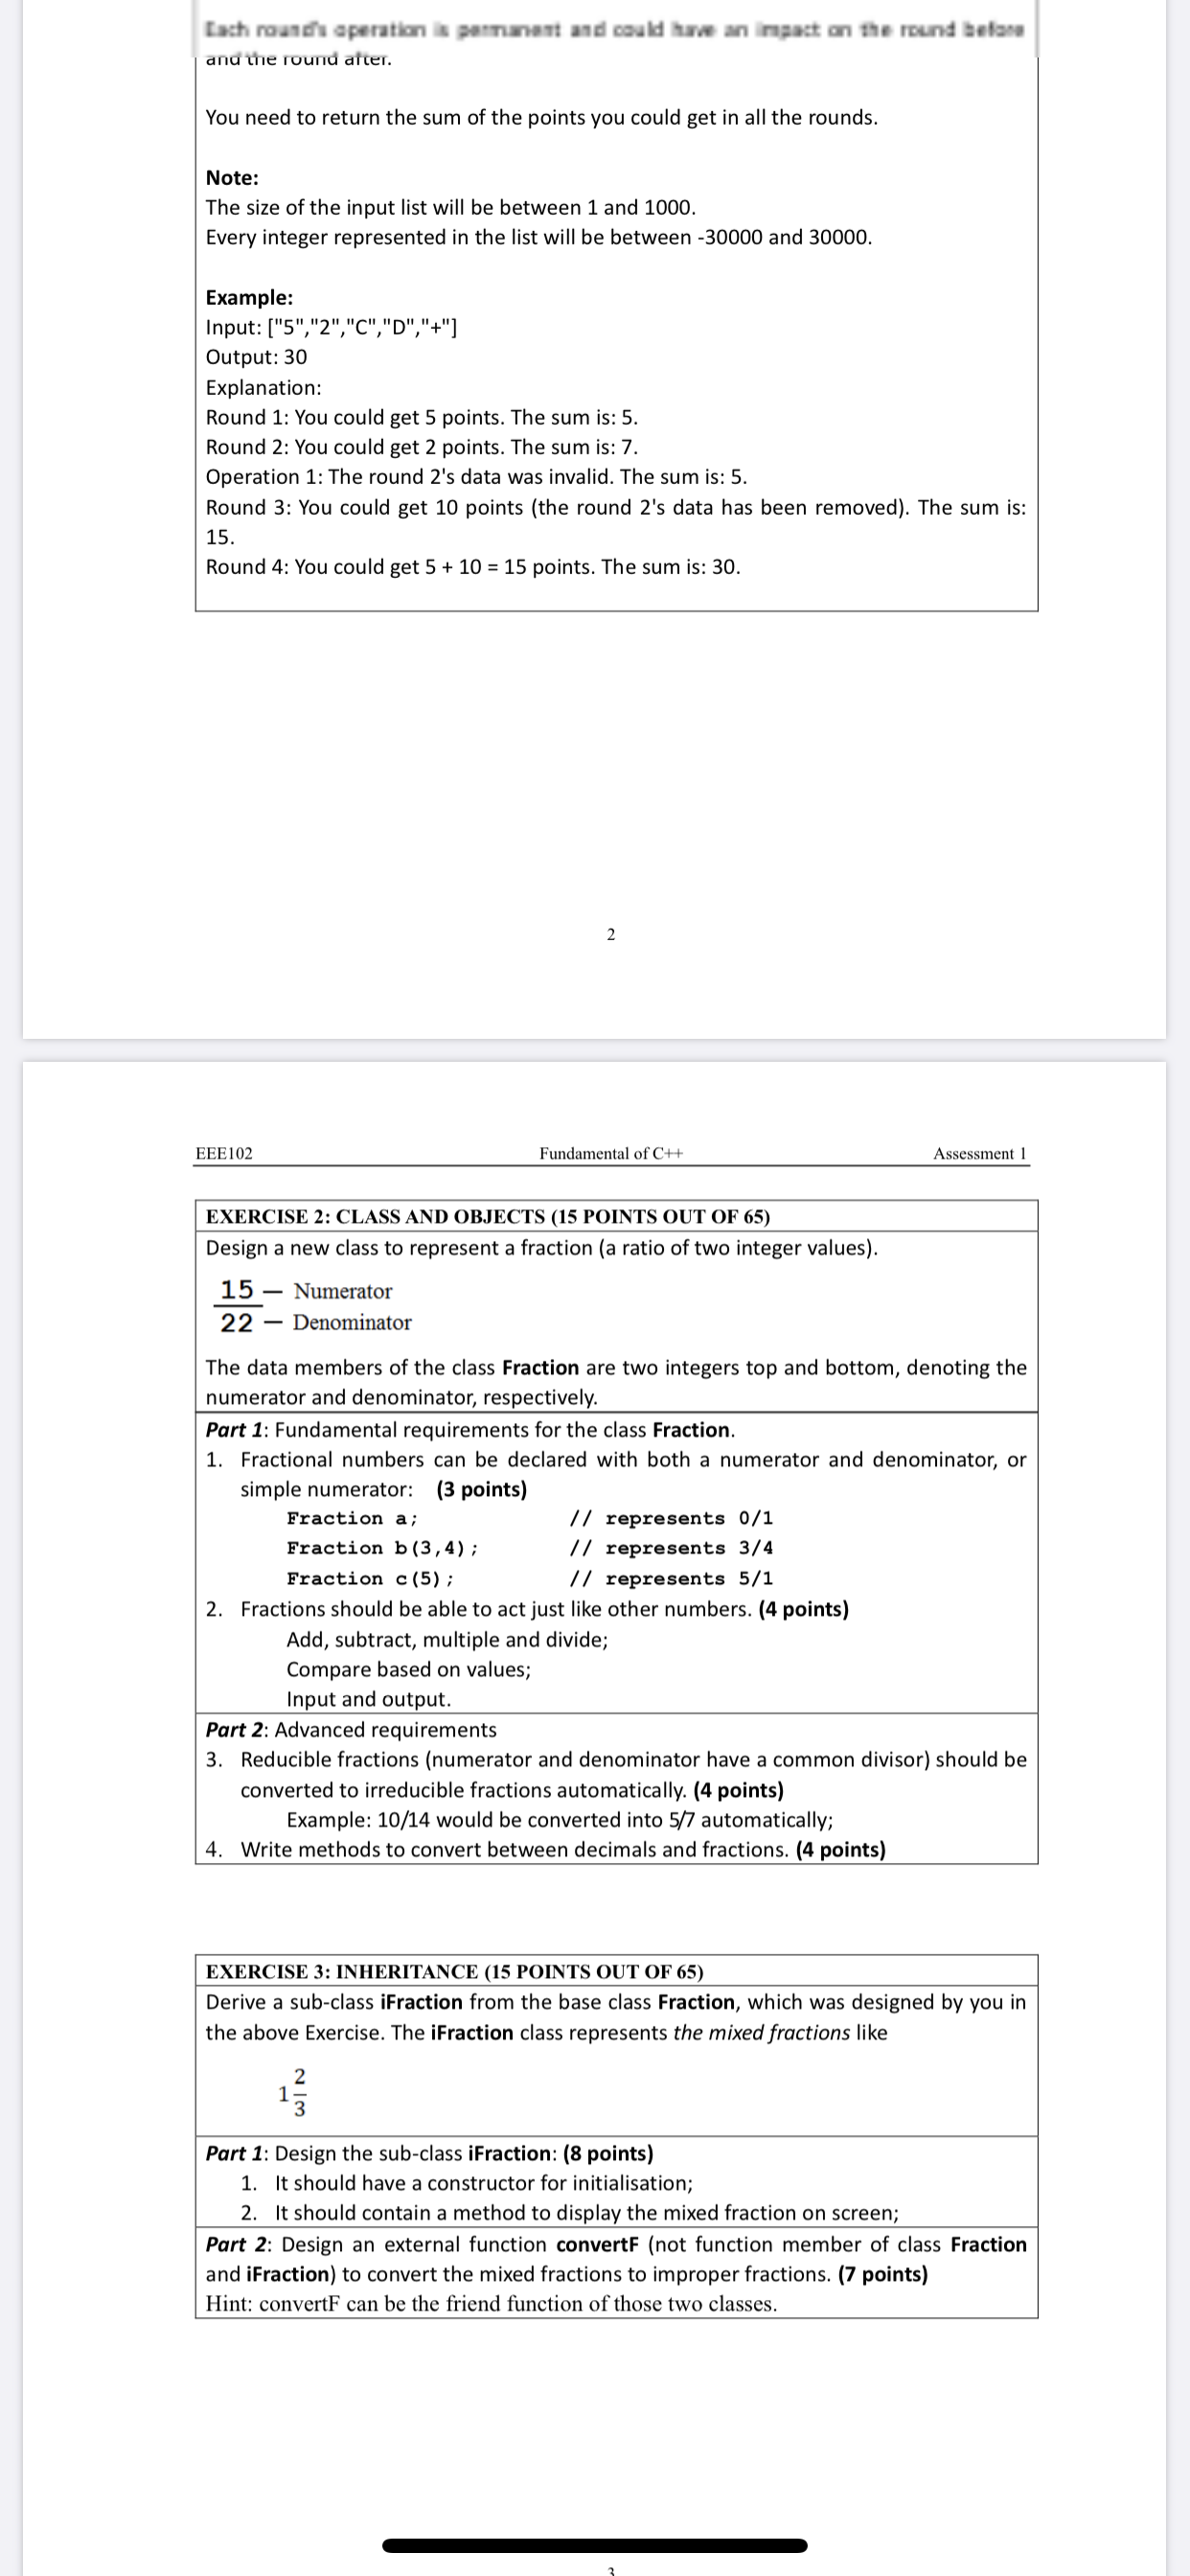 Each round's operation is permanent and could have an impact on the round before
and the round after.
You need to return the sum of the points you could get in all the rounds.
Note:
The size of the input list will be between 1 and 1000.
Every integer represented in the list will be between -30000 and 30000.
Example:
Input: ["5","2","C","D","+"]
Output: 30
Explanation:
Round 1: You could get 5 points. The sum is: 5.
Round 2: You could get 2 points. The sum is: 7.
Operation 1: The round 2's data was invalid. The sum is: 5.
Round 3: You could get 10 points (the round 2's data has been removed). The sum is:
15.
Round 4: You could get 5 + 10 = 15 points. The sum is: 30.
2
EEE102 Fundamental of C++ Assessment 1
EXERCISE 2: CLASS AND OBJECTS (15 POINTS OUT OF 65)
Design a new class to represent a fraction (a ratio of two integer values).
15 — Numerator
22 — Denominator
The data members of the class Fraction are two integers top and bottom, denoting the
numerator and denominator, respectively.
Part 1: Fundamental requirements for the class Fraction.
1. Fractional numbers can be declared with both a numerator and denominator, or
simple numerator: (3 points)
Fraction a; // represents 0/1
Fraction b(3,4); // represents 3/4
Fraction c(5); // represents 5/1
2. Fractions should be able to act just like other numbers. (4 points)
Add, subtract, multiple and divide;
Compare based on values;
Input and output.
Part 2: Advanced requirements
3. Reducible fractions (numerator and denominator have a common divisor) should be
converted to irreducible fractions automatically. (4 points)
Example: 10/14 would be converted into 5/7 automatically;
4. Write methods to convert between decimals and fractions. (4 points)
EXERCISE 3: INHERITANCE (15 POINTS OUT OF 65)
Derive a sub-class iFraction from the base class Fraction, which was designed by you in
the above Exercise. The iFraction class represents the mixed fractions like
1 2/3
Part 1: Design the sub-class iFraction: (8 points)
1. It should have a constructor for initialisation;
2. It should contain a method to display the mixed fraction on screen;
Part 2: Design an external function convertF (not function member of class Fraction
and iFraction) to convert the mixed fractions to improper fractions. (7 points)
Hint: convertF can be the friend function of those two classes.
3